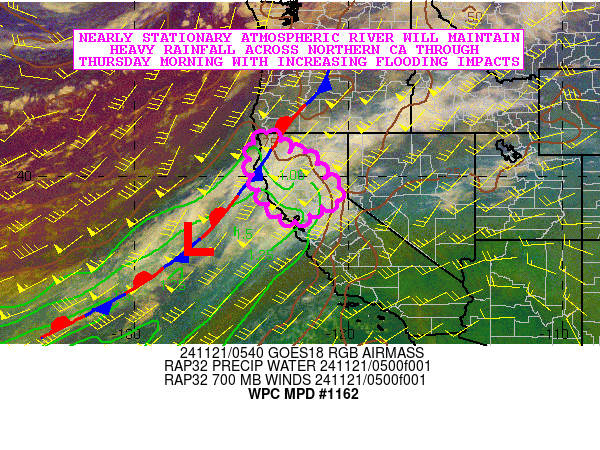 NEARLY STATIONARY ATMOSPHERIC RIVER WILL MAINTAIN
HEAVY RAINFALL ACROSS NORTHERN CA THROUGH
THURSDAY MORNING WITH INCREASING FLOODING IMPACTS
40
L
1.5
-130
-120
-110
241121/0540 GOES18 RGB AIRMASS
RAP32 PRECIP WATER 241121/0500f001
RAP32 700 MB WINDS 241121/0500f001
WPC MPD #1162